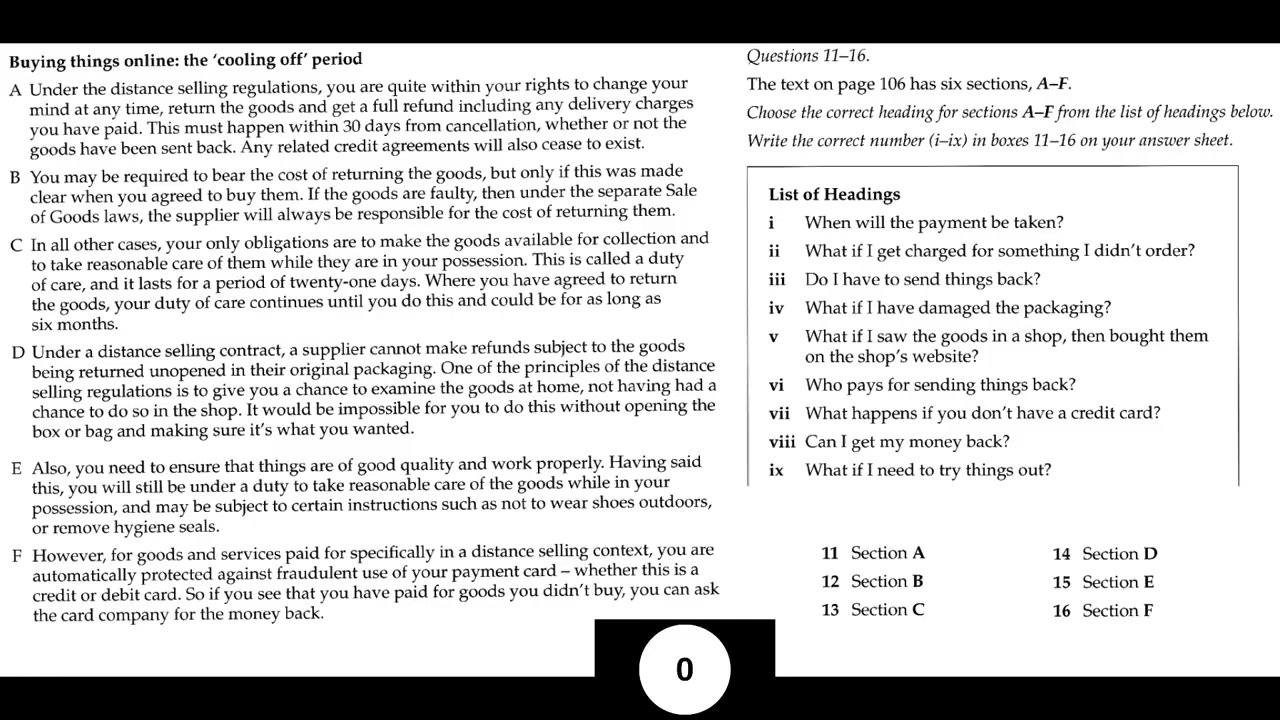 Buying things online: the 'cooling off' period
A Under the distance selling regulations, you are quite within your rights to change your
mind at any time, return the goods and get a full refund including any delivery charges
you have paid. This must happen within 30 days from cancellation, whether or not the
goods have been sent back. Any related credit agreements will also cease to exist.
B You may be required to bear the cost of returning the goods, but only if this was made
clear when you agreed to buy them. If the goods are faulty, then under the separate Sale
of Goods laws, the supplier will always be responsible for the cost of returning them.
C In all other cases, your only obligations are to make the goods available for collection and
to take reasonable care of them while they are in your possession. This is called a duty
of care, and it lasts for a period of twenty-one days. Where you have agreed to return
the goods, your duty of care continues until you do this and could be for as long as
six months.
D Under a distance selling contract, a supplier cannot make refunds subject to the goods
being returned unopened in their original packaging. One of the principles of the distance
selling regulations is to give you a chance to examine the goods at home, not having had a
chance to do so in the shop. It would be impossible for you to do this without opening the
box or bag and making sure it's what you wanted.
E Also, you need to ensure that things are of good quality and work properly. Having said
this, you will still be under a duty to take reasonable care of the goods while in your
possession, and may be subject to certain instructions such as not to wear shoes outdoors,
or remove hygiene seals.
F However, for goods and services paid for specifically in a distance selling context, you are
automatically protected against fraudulent use of your payment card – whether this is a
credit or debit card. So if you see that you have paid for goods you didn't buy, you can ask
the card company for the money back.
Questions 11–16.
The text on page 106 has six sections, A–F.
Choose the correct heading for sections A–F from the list of headings below.
Write the correct number (i–ix) in boxes 11–16 on your answer sheet.
List of Headings
i When will the payment be taken?
ii What if I get charged for something I didn't order?
iii Do I have to send things back?
iv What if I have damaged the packaging?
v What if I saw the goods in a shop, then bought them
on the shop's website?
vi Who pays for sending things back?
vii What happens if you don't have a credit card?
viii Can I get my money back?
ix What if I need to try things out?
11 Section A
12 Section B
13 Section C
14 Section D
15 Section E
16 Section F
0